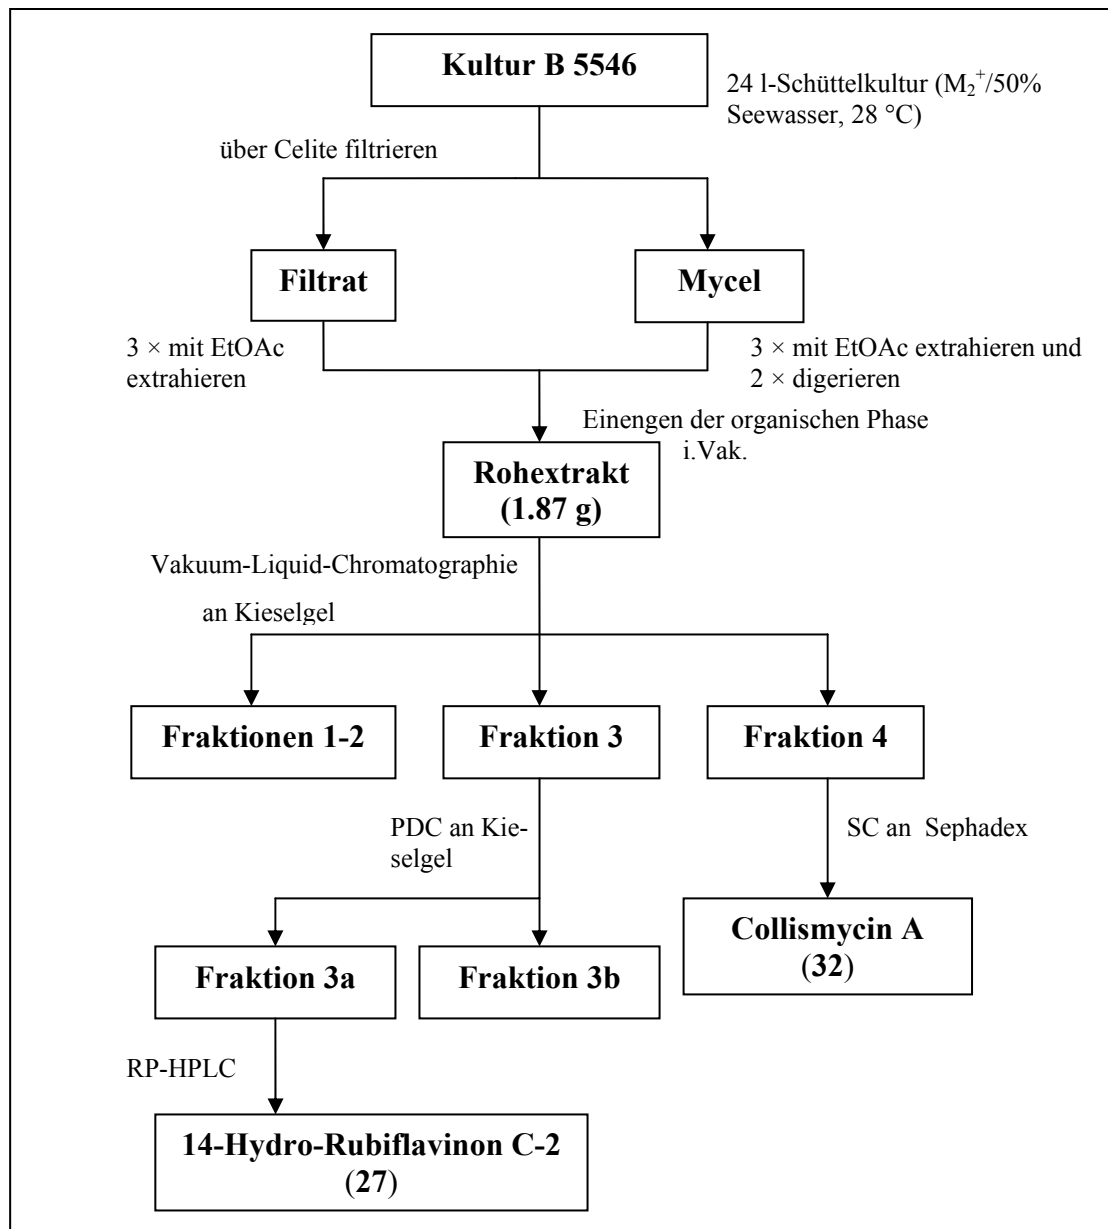 Kultur B 5546
24 l-Schüttelkultur (M₂⁺/50%
Seewasser, 28 °C)
über Celite filtrieren
Filtrat
Mycel
3 × mit EtOAc
extrahieren
3 × mit EtOAc extrahieren und
2 × digerieren
Einengen der organischen Phase
i.Vak.
Rohextrakt
(1.87 g)
Vakuum-Liquid-Chromatographie
an Kieselgel
Fraktionen 1-2
Fraktion 3
Fraktion 4
PDC an Kie-
selgel
SC an Sephadex
Collismycin A
(32)
Fraktion 3a
Fraktion 3b
RP-HPLC
14-Hydro-Rubiflavinon C-2
(27)